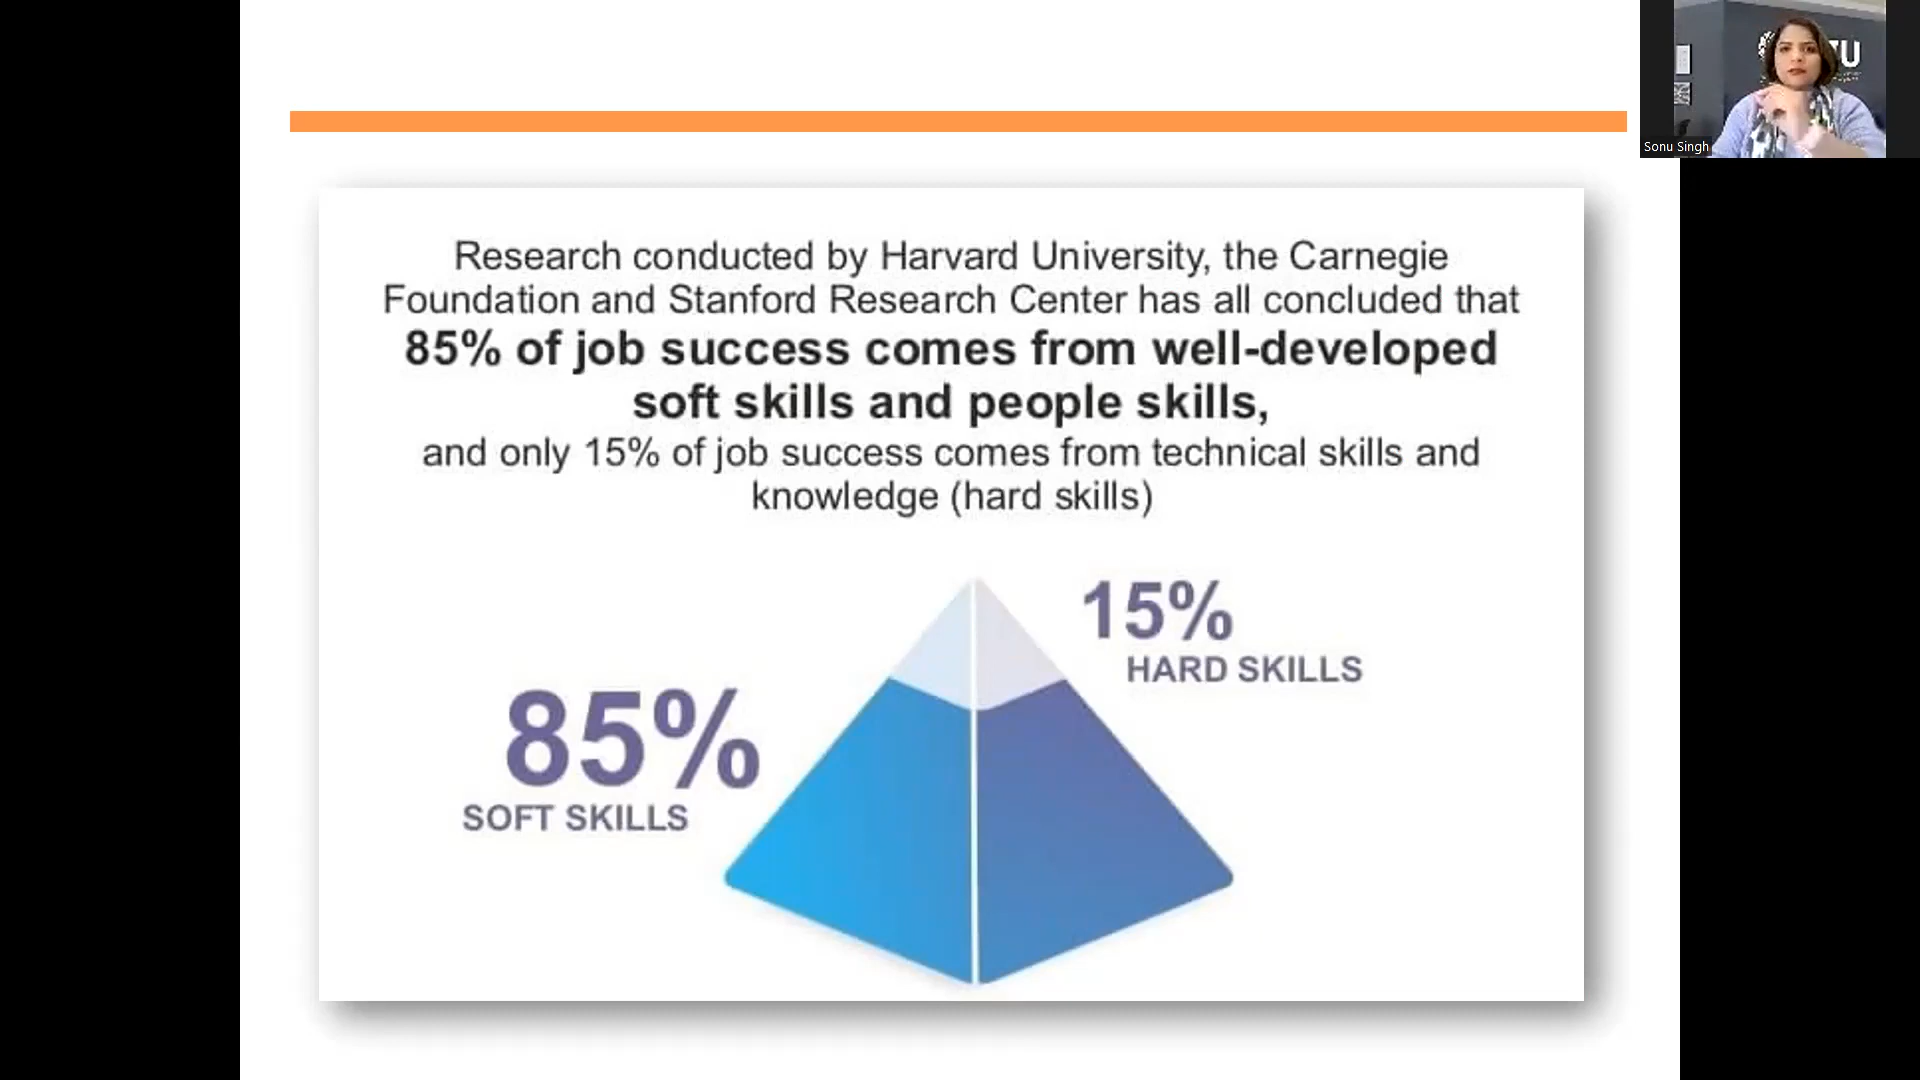 Research conducted by Harvard University, the Carnegie
Foundation and Stanford Research Center has all concluded that
85% of job success comes from well-developed
soft skills and people skills,
and only 15% of job success comes from technical skills and
knowledge (hard skills)
15%
HARD SKILLS
85%
SOFT SKILLS
Sonu Singh